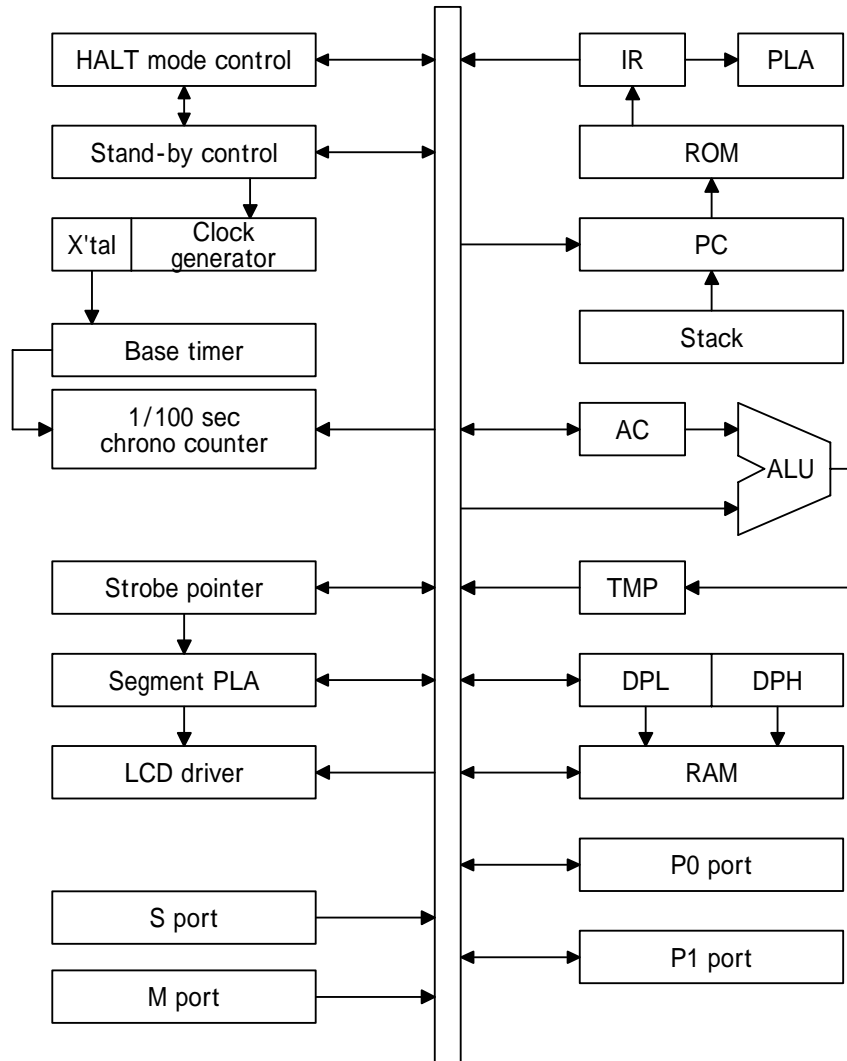 HALT mode control
Stand-by control
X'tal
Clock
generator
Base timer
1/100 sec
chrono counter
Strobe pointer
Segment PLA
LCD driver
S port
M port
IR
PLA
ROM
PC
Stack
AC
ALU
TMP
DPL
DPH
RAM
P0 port
P1 port